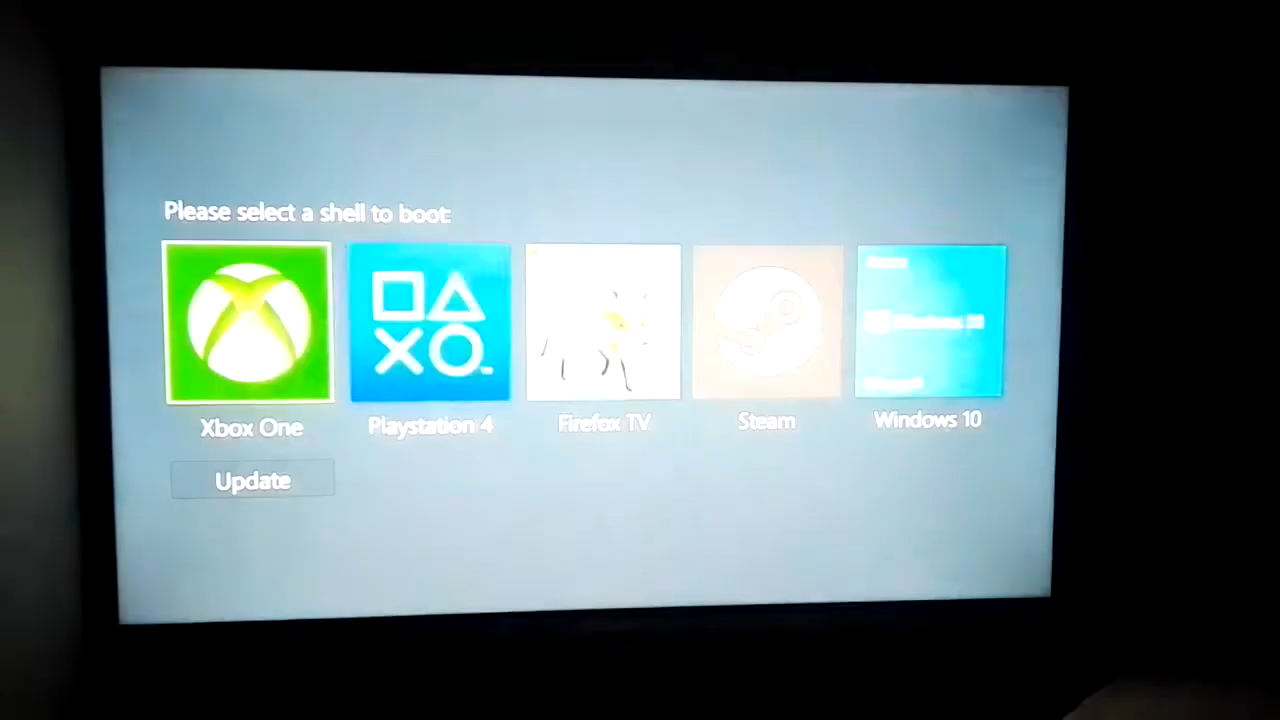 Please select a shell to boot:
Xbox One
Playstation 4
Firefox TV
Steam
Windows 10
Update